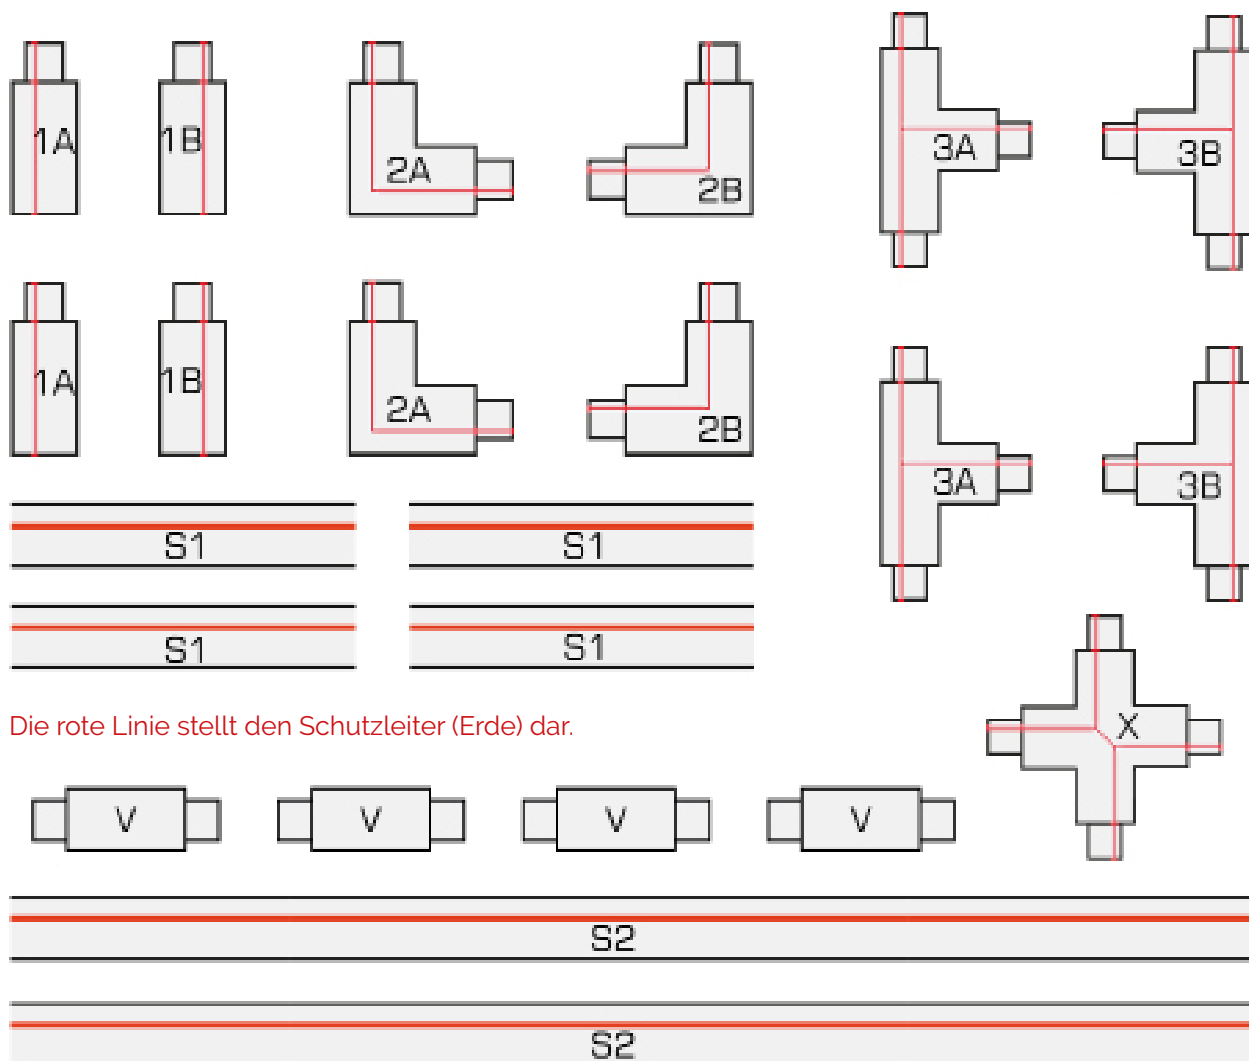 1A 1B 2A 2B 3A 3B
1A 1B 2A 2B 3A 3B
S1 S1
S1 S1
Die rote Linie stellt den Schutzleiter (Erde) dar.
X
V V V V
S2
S2